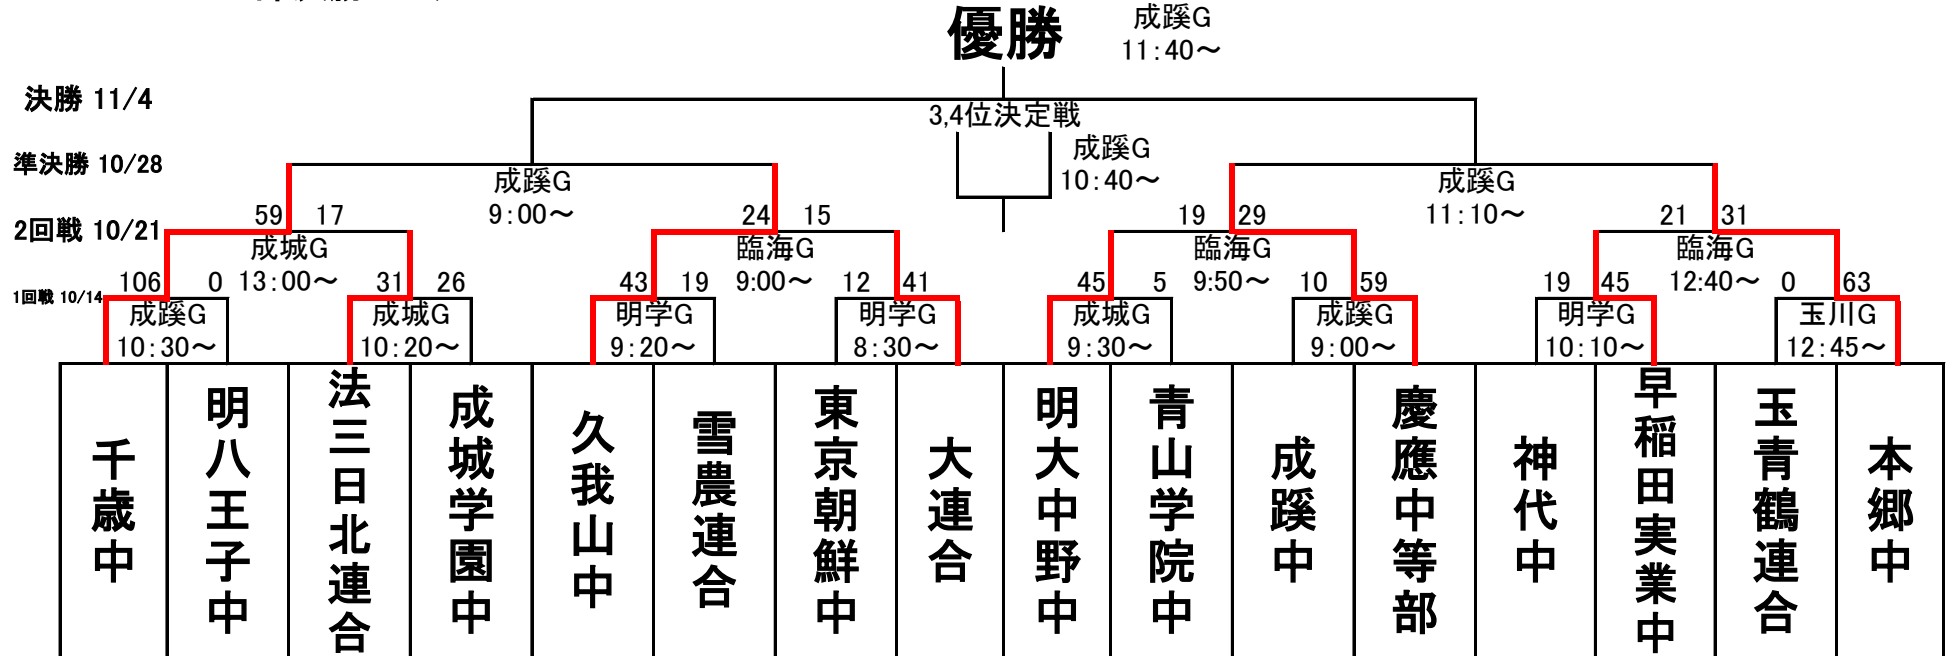 優勝
成蹊G
11:40～
決勝 11/4
3,4位決定戦
成蹊G
10:40～
準決勝 10/28
成蹊G
9:00～
成蹊G
11:10～
2回戦 10/21
59 17
24 15
19 29
21 31
成城G
13:00～
臨海G
9:00～
臨海G
9:50～
臨海G
12:40～
1回戦 10/14
106 0
31 26
43 19
12 41
45 5
10 59
19 45
0 63
成蹊G
10:30～
成城G
10:20～
明学G
9:20～
明学G
8:30～
成城G
9:30～
成蹊G
9:00～
明学G
10:10～
玉川G
12:45～
千歳中
明八王子中
法三日北連合
成城学園中
久我山中
雪農連合
東京朝鮮中
大連合
明大中野中
青山学院中
成蹊中
慶應中等部
神代中
早稲田実業中
玉青鶴連合
本郷中